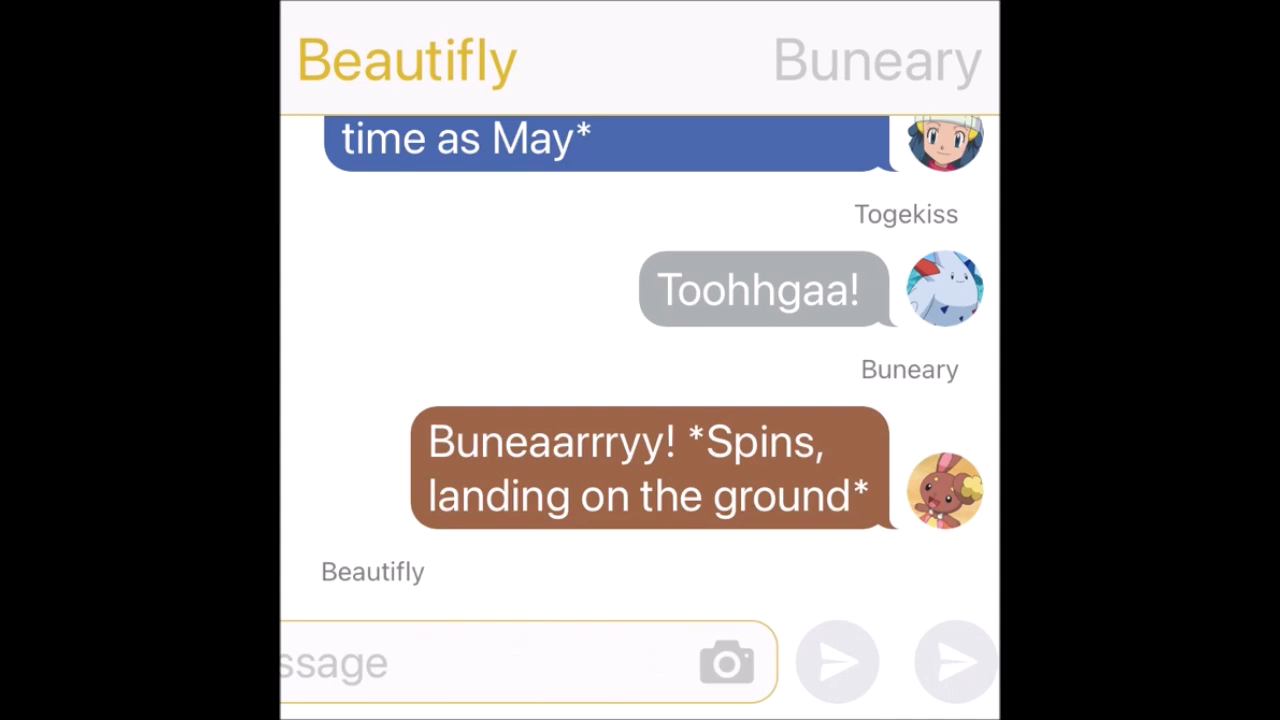 Beautifly
Buneary
time as May*
Togekiss
Toohhgaa!
Buneary
Buneaarrryy! *Spins,
landing on the ground*
Beautifly
ssage